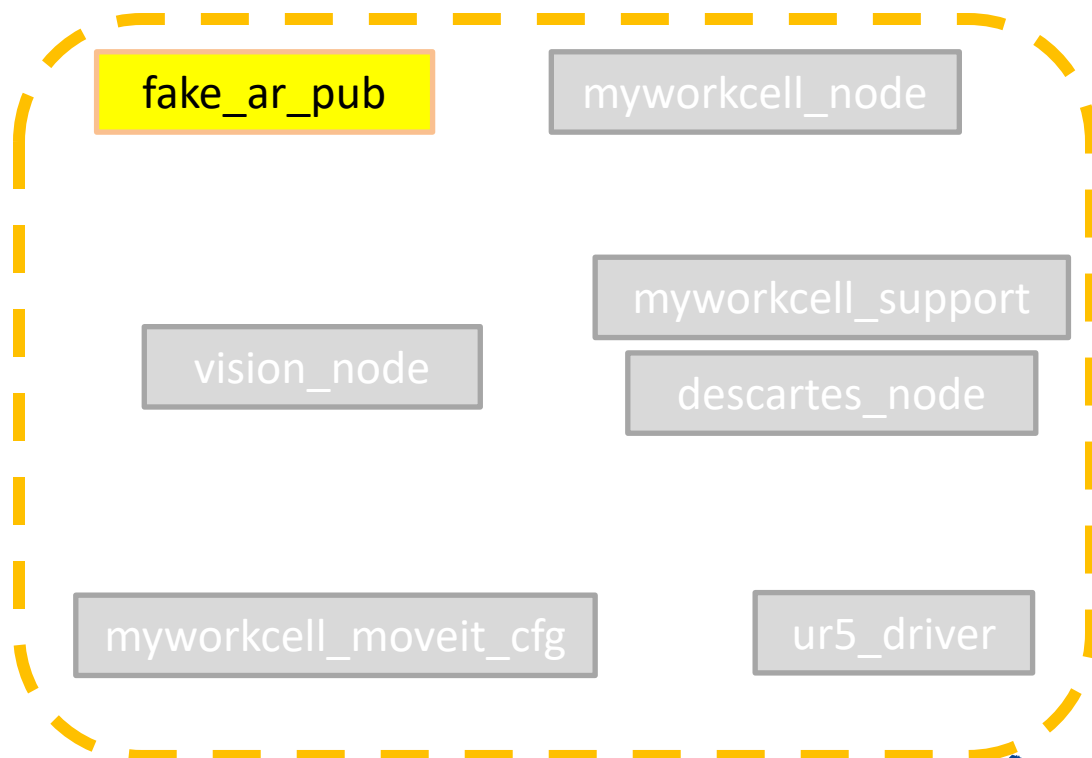 fake_ar_pub
myworkcell_node
myworkcell_support
vision_node
descartes_node
myworkcell_moveit_cfg
ur5_driver